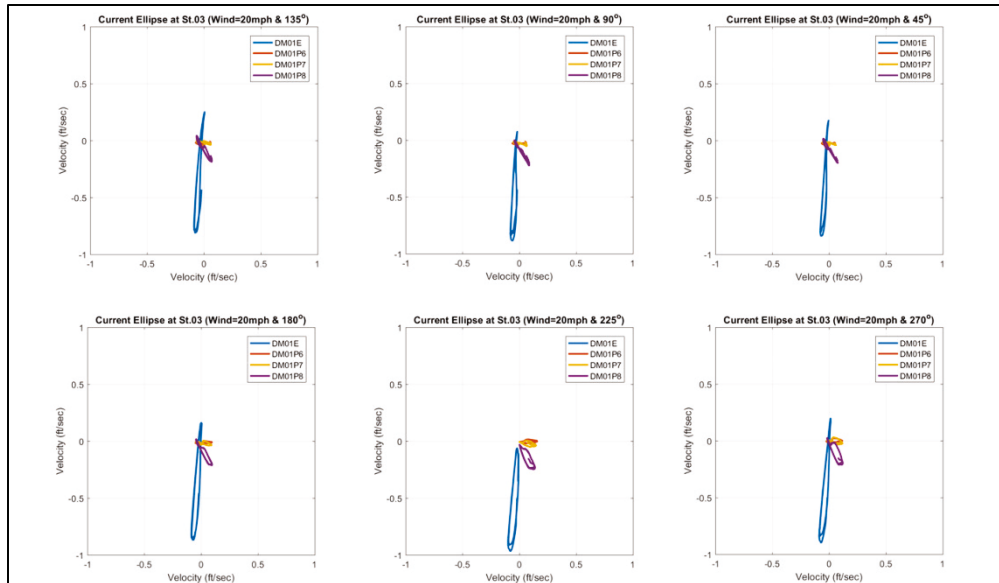 Current Ellipse at St.03 (Wind=20mph & 135°)
DM01E
DM01P6
DM01P7
DM01P8
1
0.5
0
-0.5
-1
Velocity (ft/sec)
-1 -0.5 0 0.5 1
Velocity (ft/sec)
Current Ellipse at St.03 (Wind=20mph & 90°)
DM01E
DM01P6
DM01P7
DM01P8
1
0.5
0
-0.5
-1
Velocity (ft/sec)
-1 -0.5 0 0.5 1
Velocity (ft/sec)
Current Ellipse at St.03 (Wind=20mph & 45°)
DM01E
DM01P6
DM01P7
DM01P8
1
0.5
0
-0.5
-1
Velocity (ft/sec)
-1 -0.5 0 0.5 1
Velocity (ft/sec)
Current Ellipse at St.03 (Wind=20mph & 180°)
DM01E
DM01P6
DM01P7
DM01P8
1
0.5
0
-0.5
-1
Velocity (ft/sec)
-1 -0.5 0 0.5 1
Velocity (ft/sec)
Current Ellipse at St.03 (Wind=20mph & 225°)
DM01E
DM01P6
DM01P7
DM01P8
1
0.5
0
-0.5
-1
Velocity (ft/sec)
-1 -0.5 0 0.5 1
Velocity (ft/sec)
Current Ellipse at St.03 (Wind=20mph & 270°)
DM01E
DM01P6
DM01P7
DM01P8
1
0.5
0
-0.5
-1
Velocity (ft/sec)
-1 -0.5 0 0.5 1
Velocity (ft/sec)